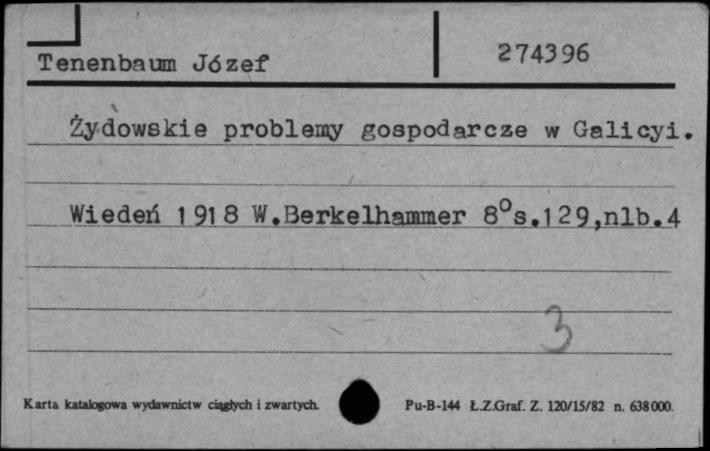 Tenenbaum Józef 274396
Żydowskie problemy gospodarcze w Galicyi.
Wiedeń 1918 W.Berkelhammer 8°s.129,nlb.4
3
Karta katalogowa wydawnictw ciągłych i zwartych. Pu-B-144 Ł.Z.Graf. Z. 120/15/82 n. 638000.